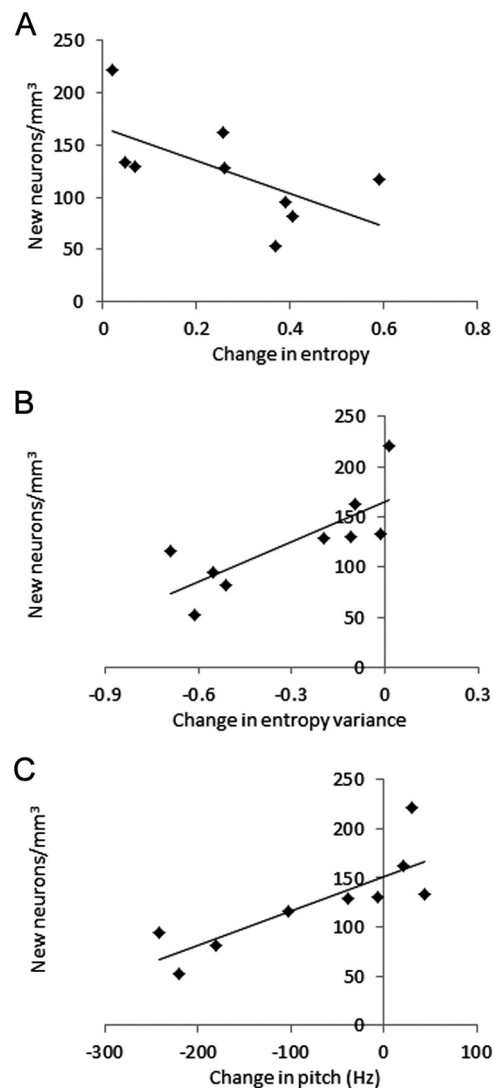 A
250
200
150
100
50
0
New neurons/mm³
0 0.2 0.4 0.6 0.8
Change in entropy
B
250
200
150
100
50
0
New neurons/mm³
-0.9 -0.6 -0.3 0 0.3
Change in entropy variance
C
250
200
150
100
50
0
New neurons/mm³
-300 -200 -100 0 100
Change in pitch (Hz)